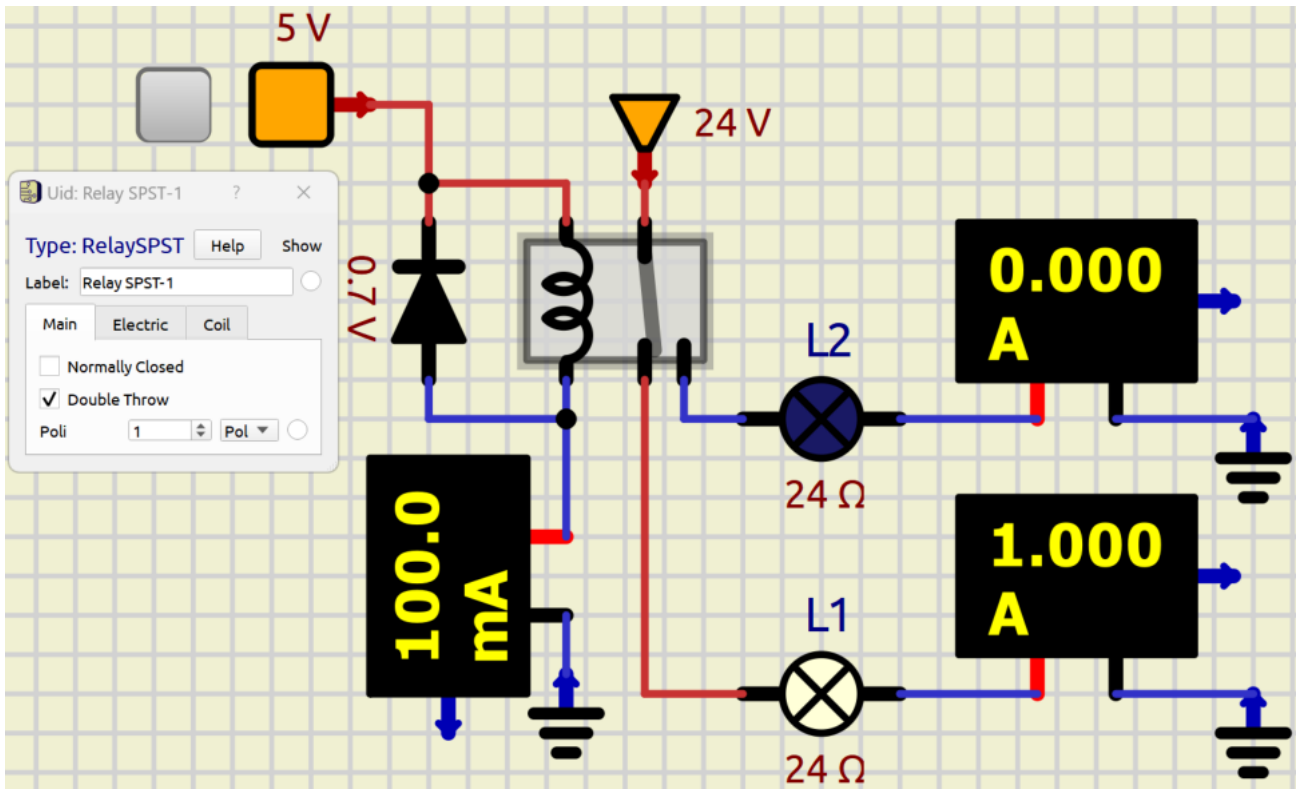 5 V
24 V
Uid: Relay SPST-1 ?
Type: RelaySPST Help Show
Label: Relay SPST-1
Main Electric Coil
Normally Closed
Double Throw
Poli 1 Pol
0.7 V
0.000
A
L2
24 Ω
100.0
mA
1.000
A
L1
24 Ω